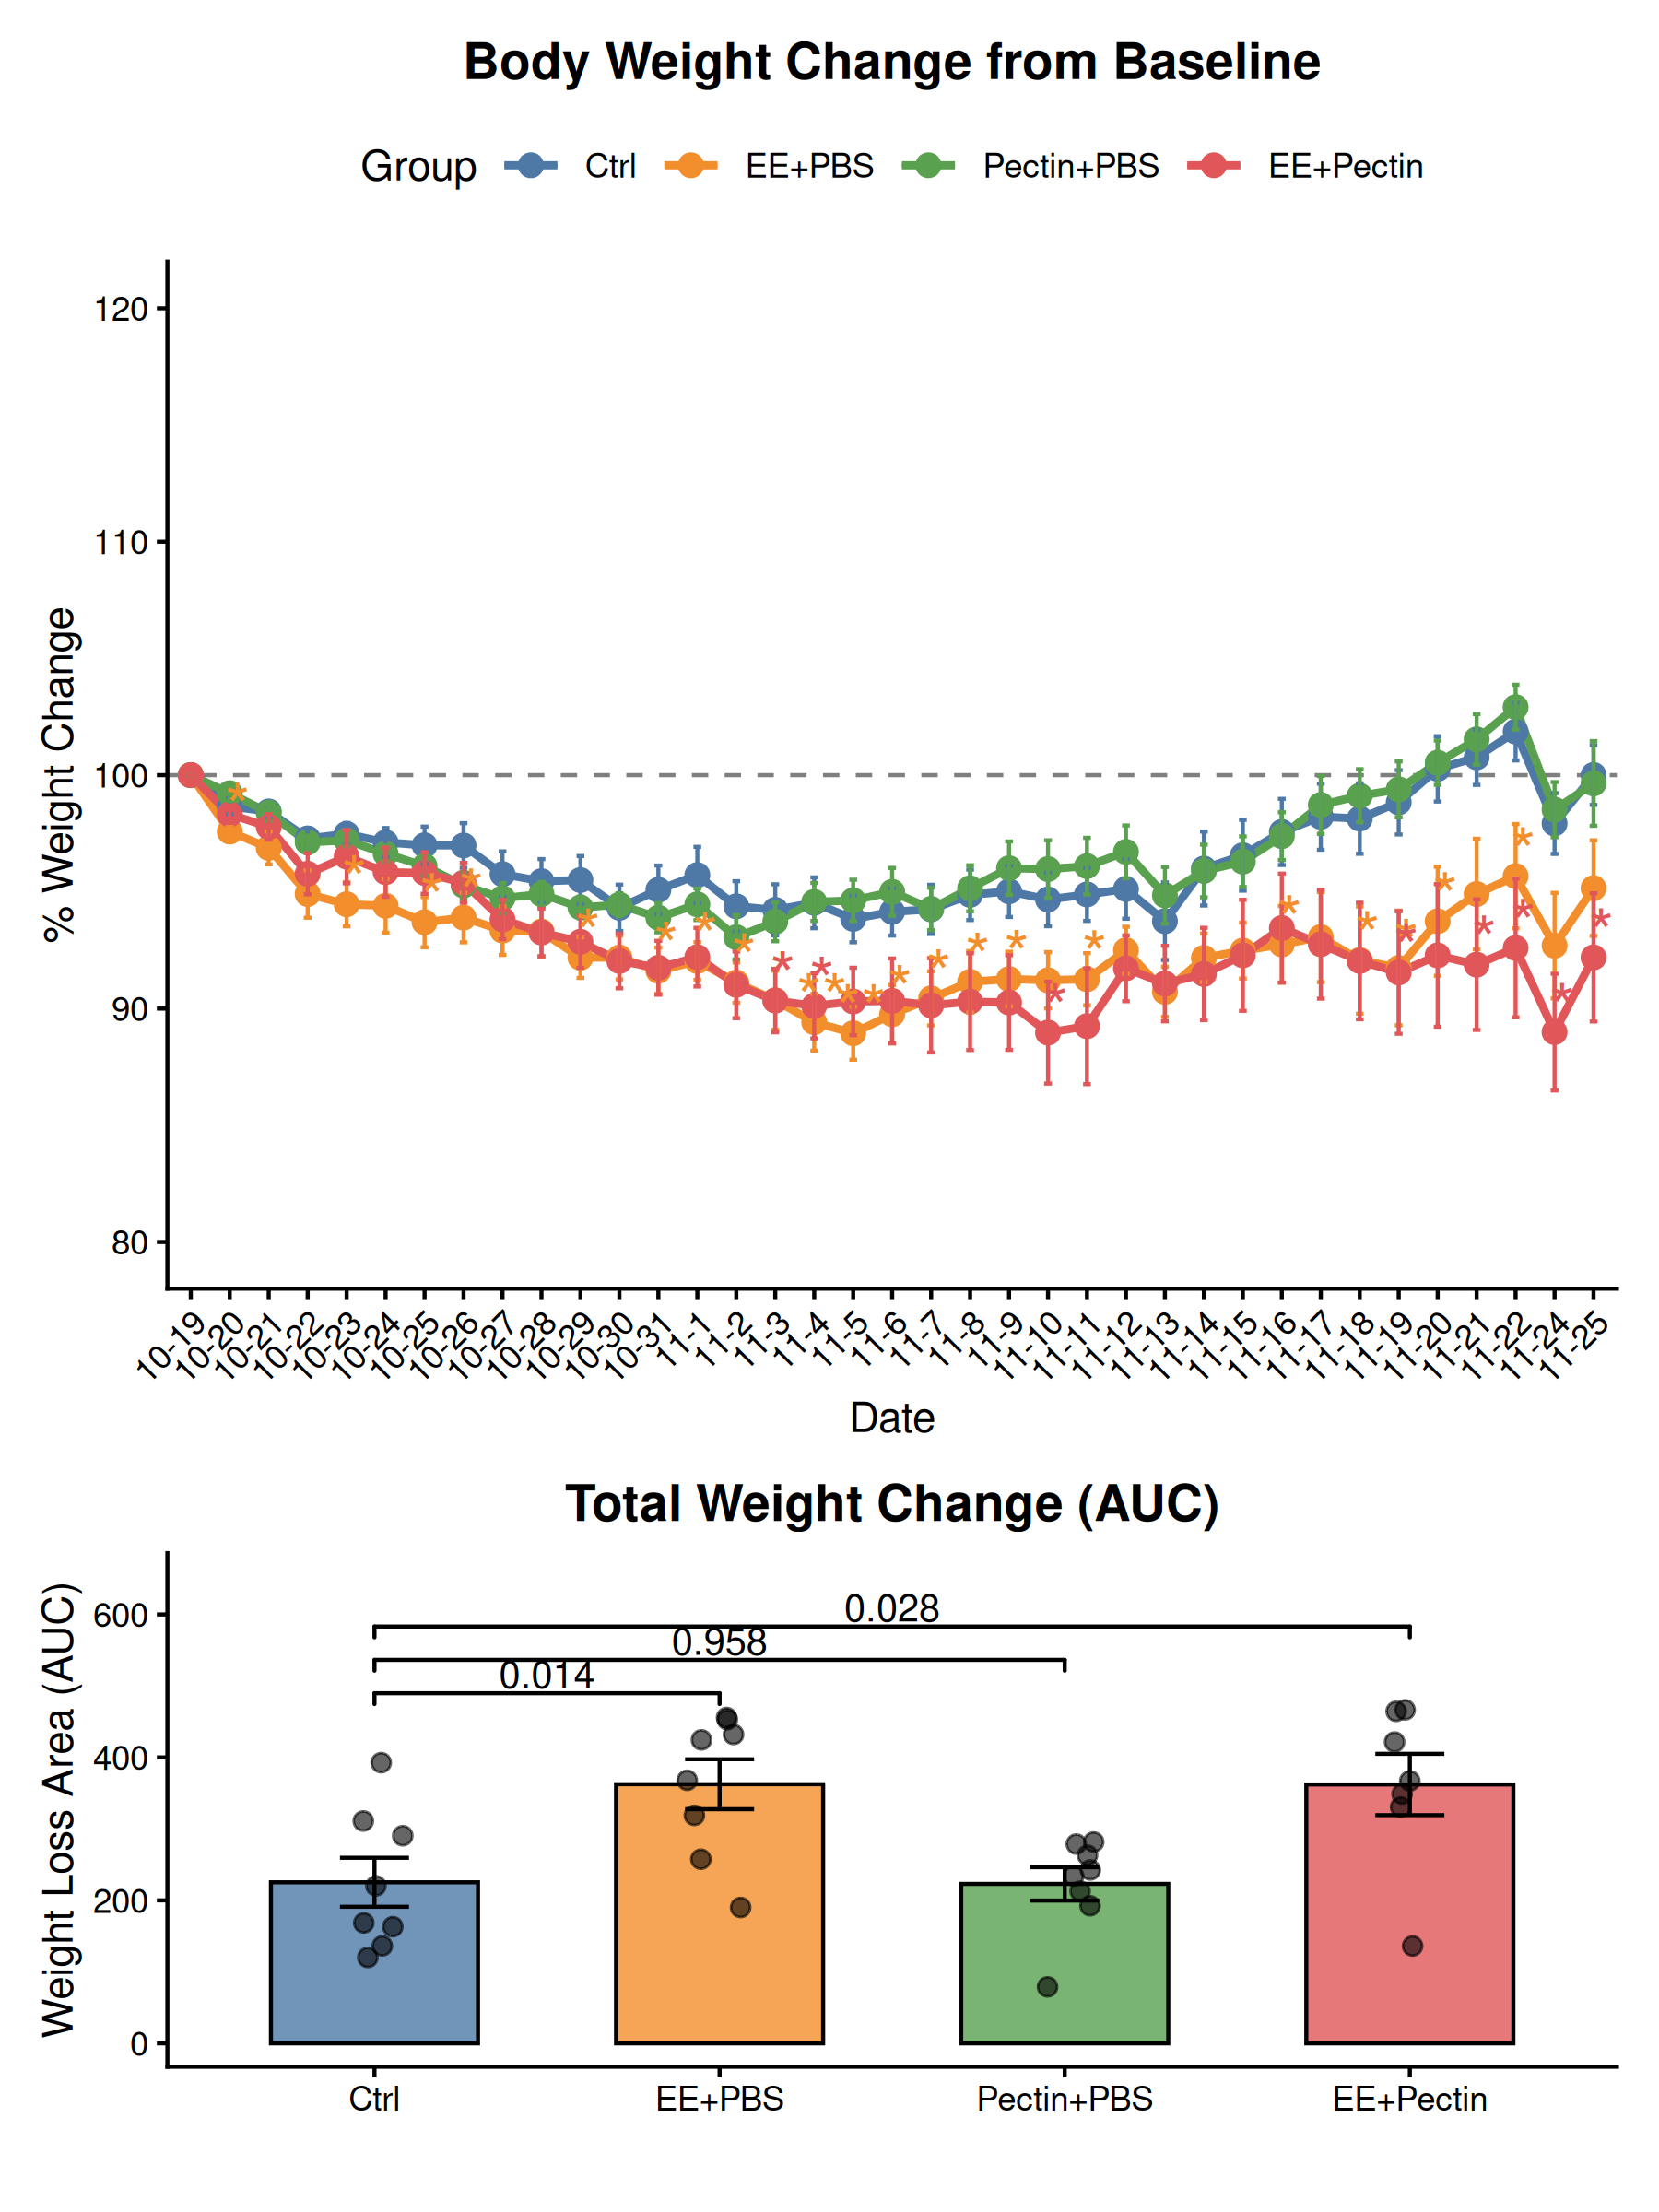 Body Weight Change from Baseline
Group Ctrl EE+PBS Pectin+PBS EE+Pectin
% Weight Change
120
110
100
90
80
* * * * * * * * * * * * * * * * * * * * * * * * * * * * * * * *
10-19 10-20 10-21 10-22 10-23 10-24 10-25 10-26 10-27 10-28 10-29 10-30 10-31 11-1 11-2 11-3 11-4 11-5 11-6 11-7 11-8 11-9 11-10 11-11 11-12 11-13 11-14 11-15 11-16 11-17 11-18 11-19 11-20 11-21 11-22 11-24 11-25
Date
Total Weight Change (AUC)
Weight Loss Area (AUC)
600
400
200
0
0.028
0.958
0.014
Ctrl EE+PBS Pectin+PBS EE+Pectin